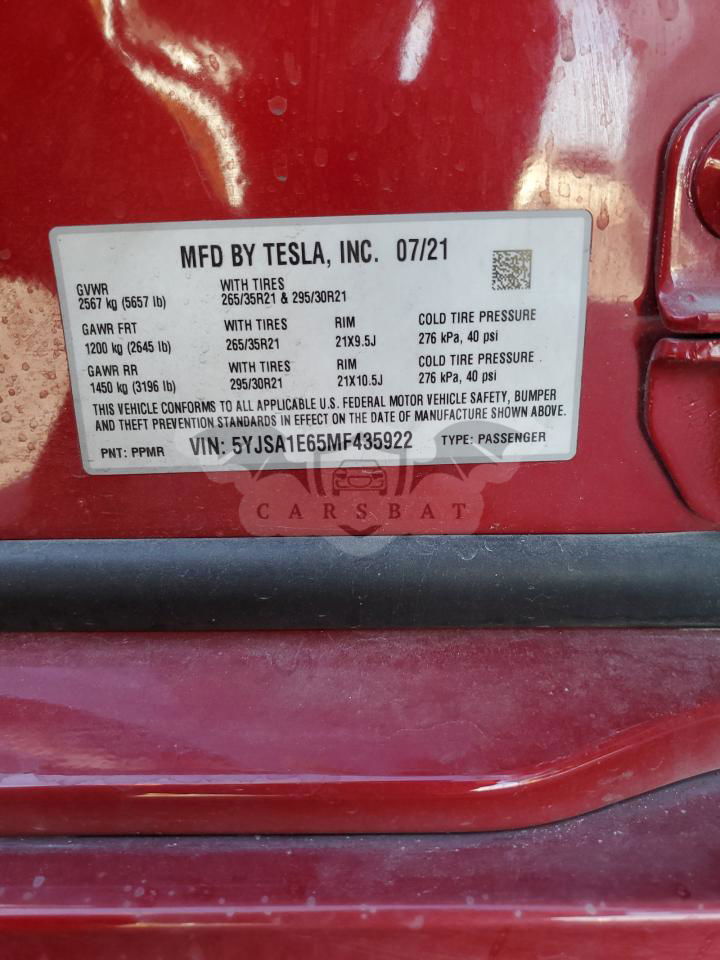 MFD BY TESLA, INC. 07/21
GVWR
2567 kg (5657 lb)
WITH TIRES
265/35R21 & 295/30R21
GAWR FRT
1200 kg (2645 lb)
WITH TIRES
265/35R21
RIM
21X9.5J
COLD TIRE PRESSURE
276 kPa, 40 psi
GAWR RR
1450 kg (3196 lb)
WITH TIRES
295/30R21
RIM
21X10.5J
COLD TIRE PRESSURE
276 kPa, 40 psi
THIS VEHICLE CONFORMS TO ALL APPLICABLE U.S. FEDERAL MOTOR VEHICLE SAFETY, BUMPER
AND THEFT PREVENTION STANDARDS IN EFFECT ON THE DATE OF MANUFACTURE SHOWN ABOVE.
PNT: PPMR VIN: 5YJSA1E65MF435922 TYPE: PASSENGER
CARSBAT